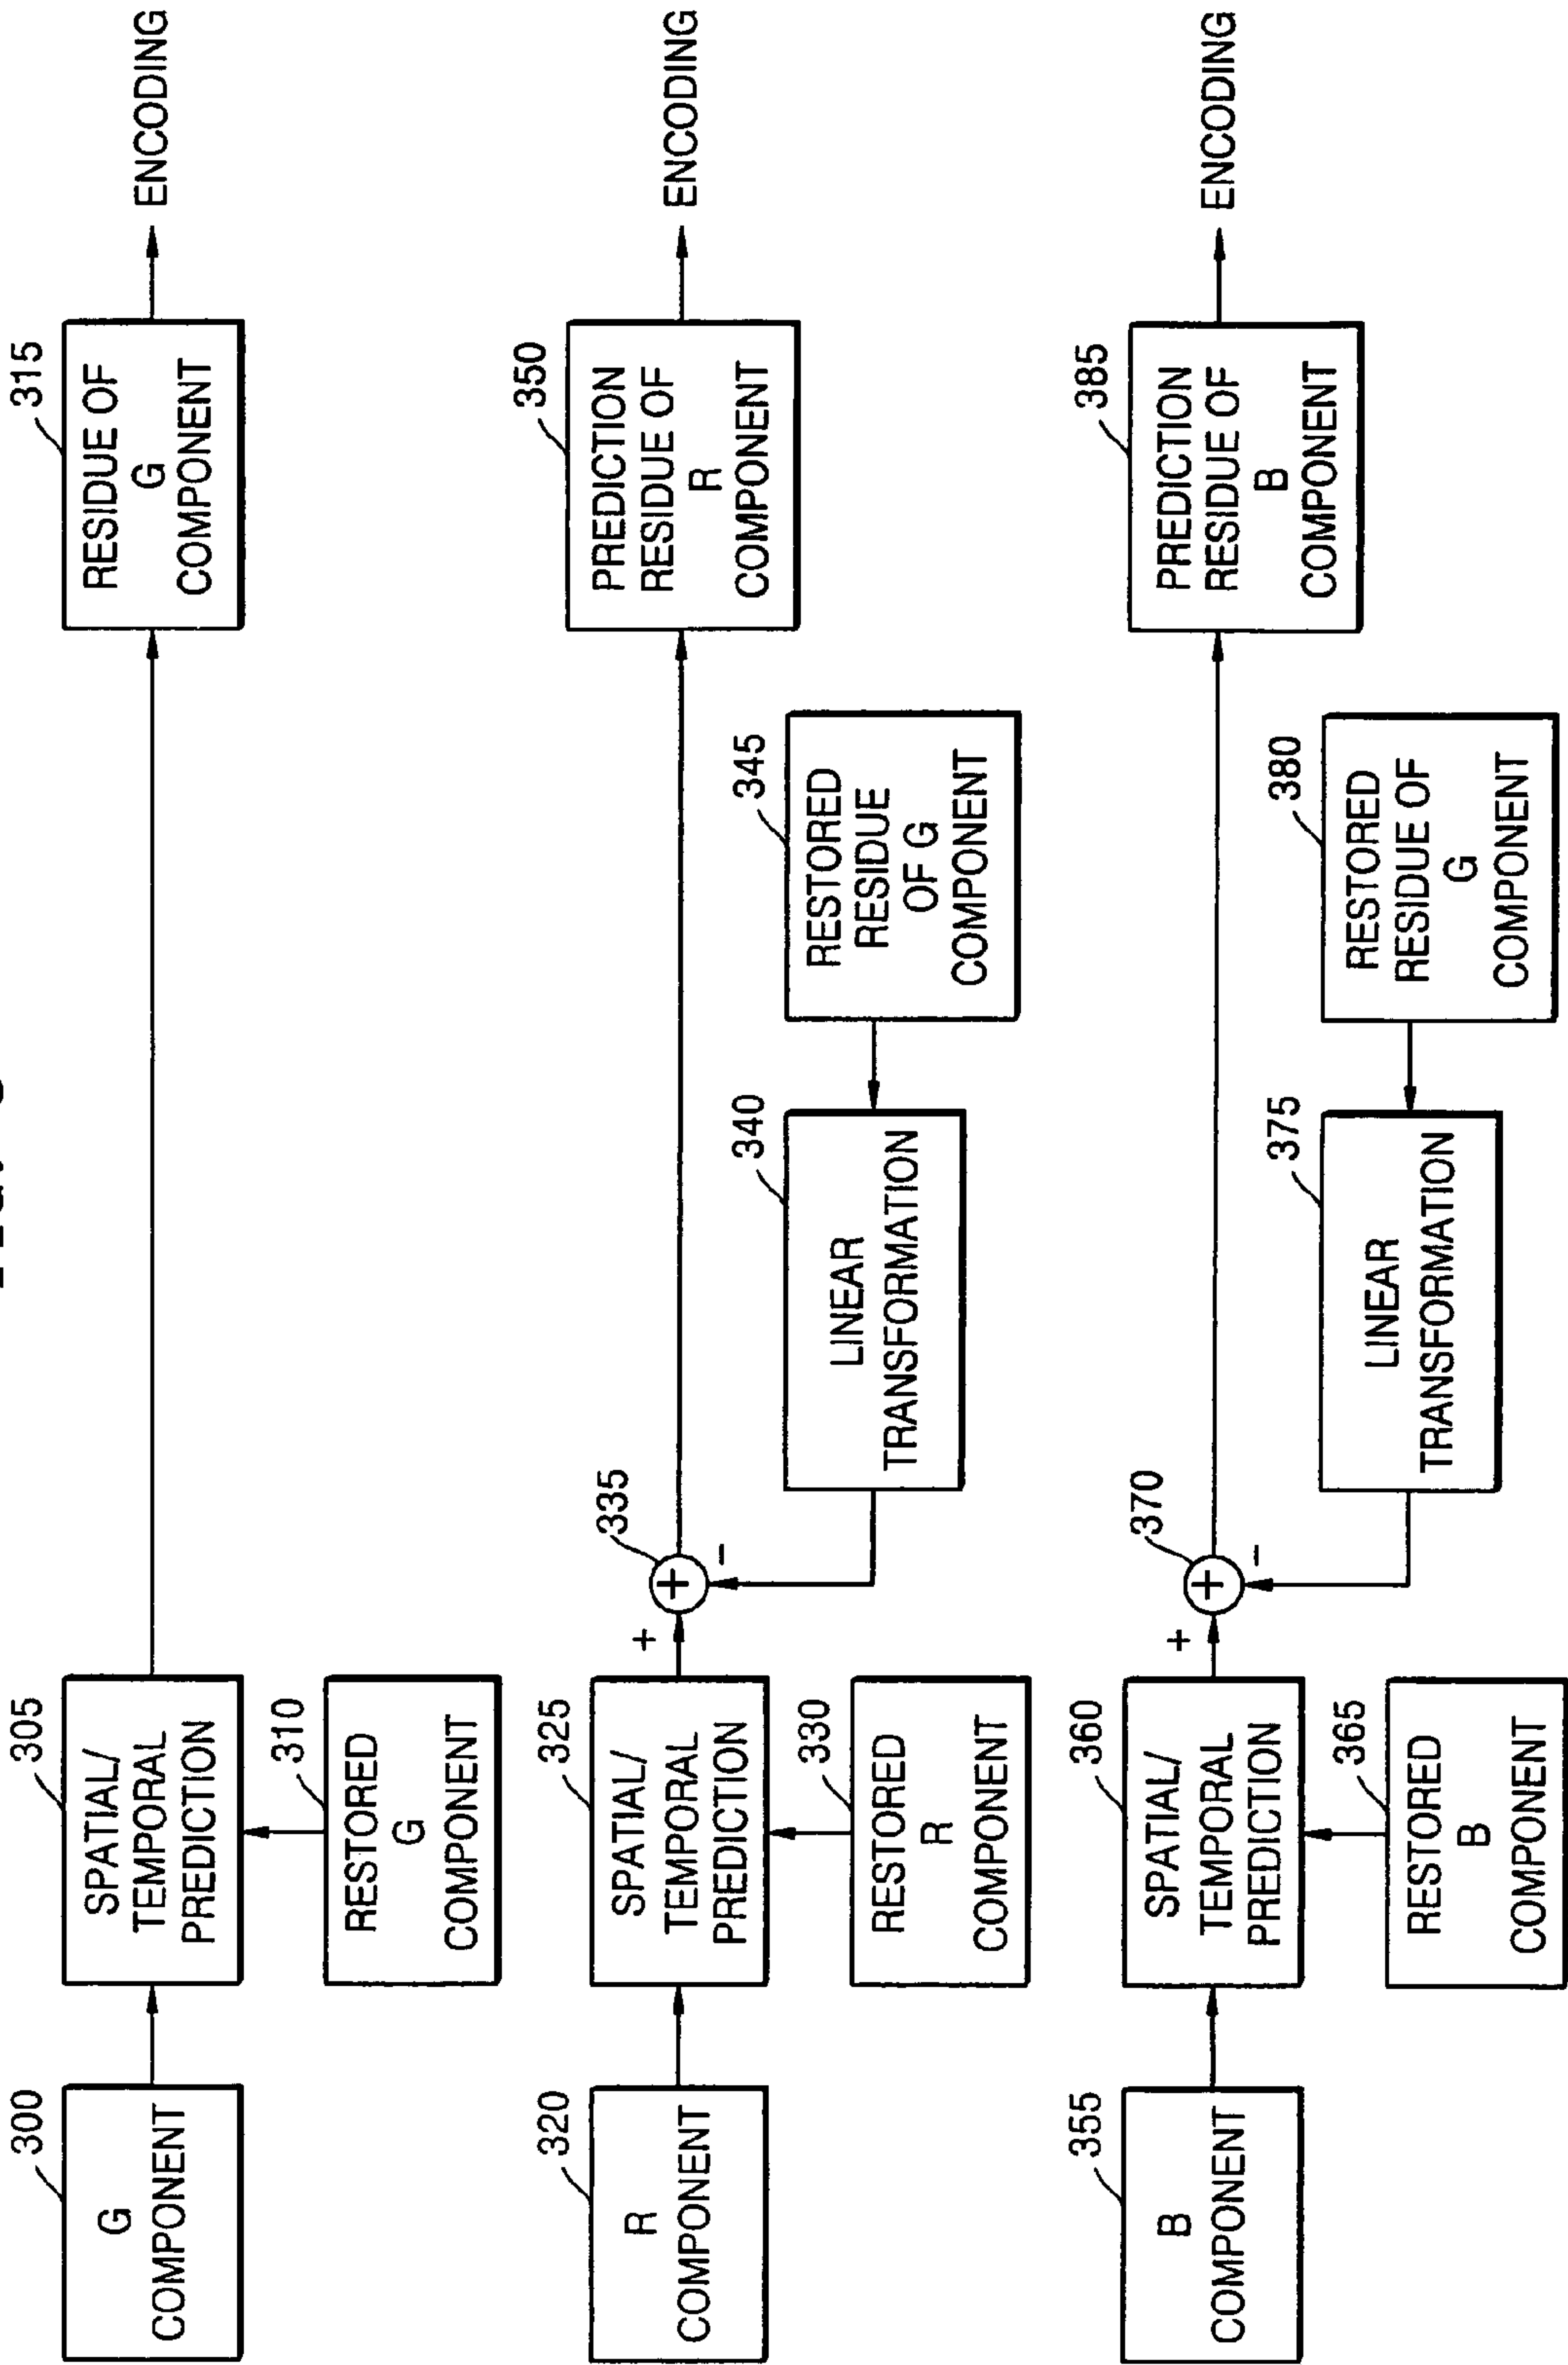 300
G
COMPONENT
305
SPATIAL/
TEMPORAL
PREDICTION
310
RESTORED
G
COMPONENT
315
RESIDUE OF
G
COMPONENT
ENCODING
320
R
COMPONENT
325
SPATIAL/
TEMPORAL
PREDICTION
330
RESTORED
R
COMPONENT
+
335
+
-
340
LINEAR
TRANSFORMATION
345
RESTORED
RESIDUE
OF G
COMPONENT
350
PREDICTION
RESIDUE OF
R
COMPONENT
ENCODING
355
B
COMPONENT
360
SPATIAL/
TEMPORAL
PREDICTION
365
RESTORED
B
COMPONENT
+
370
+
-
375
LINEAR
TRANSFORMATION
380
RESTORED
RESIDUE OF
G
COMPONENT
385
PREDICTION
RESIDUE OF
B
COMPONENT
ENCODING